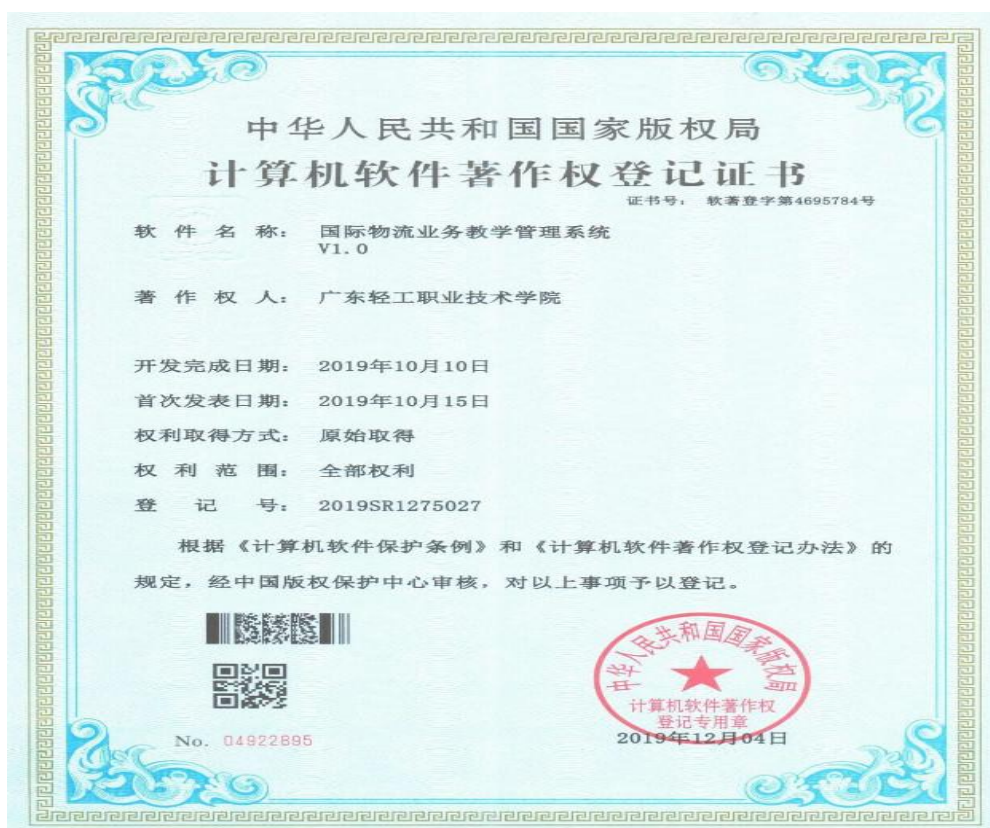 中华人民共和国国家版权局
计算机软件著作权登记证书
证书号： 软著登字第4695784号
软件名称： 国际物流业务教学管理系统
V1.0
著作权人： 广东轻工职业技术学院
开发完成日期： 2019年10月10日
首次发表日期： 2019年10月15日
权利取得方式： 原始取得
权利范围： 全部权利
登记号： 2019SR1275027
根据《计算机软件保护条例》和《计算机软件著作权登记办法》的
规定，经中国版权保护中心审核，对以上事项予以登记。
中华人民共和国国家版权局
计算机软件著作权
登记专用章
No. 04922895
2019年12月04日